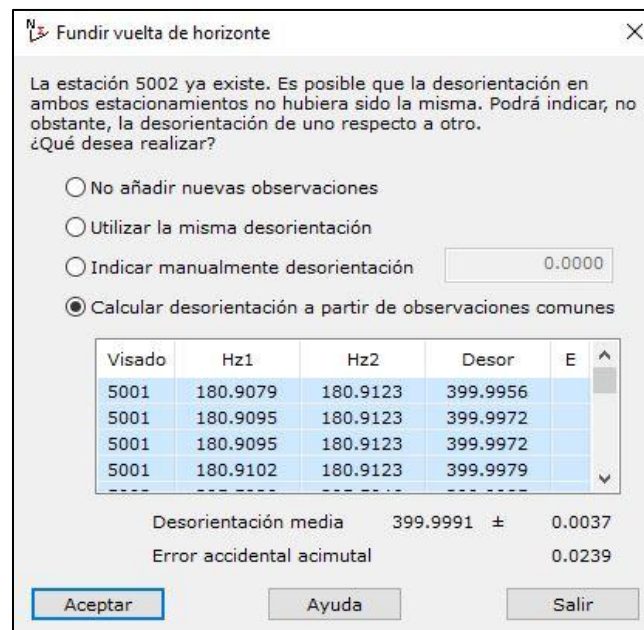 Fundir vuelta de horizonte
La estación 5002 ya existe. Es posible que la desorientación en
ambos estacionamientos no hubiera sido la misma. Podrá indicar, no
obstante, la desorientación de uno respecto a otro.
¿Qué desea realizar?
No añadir nuevas observaciones
Utilizar la misma desorientación
Indicar manualmente desorientación 0.0000
Calcular desorientación a partir de observaciones comunes
Visado Hz1 Hz2 Desor E
5001 180.9079 180.9123 399.9956
5001 180.9095 180.9123 399.9972
5001 180.9095 180.9123 399.9972
5001 180.9102 180.9123 399.9979
Desorientación media 399.9991 ± 0.0037
Error accidental acimutal 0.0239
Aceptar Ayuda Salir